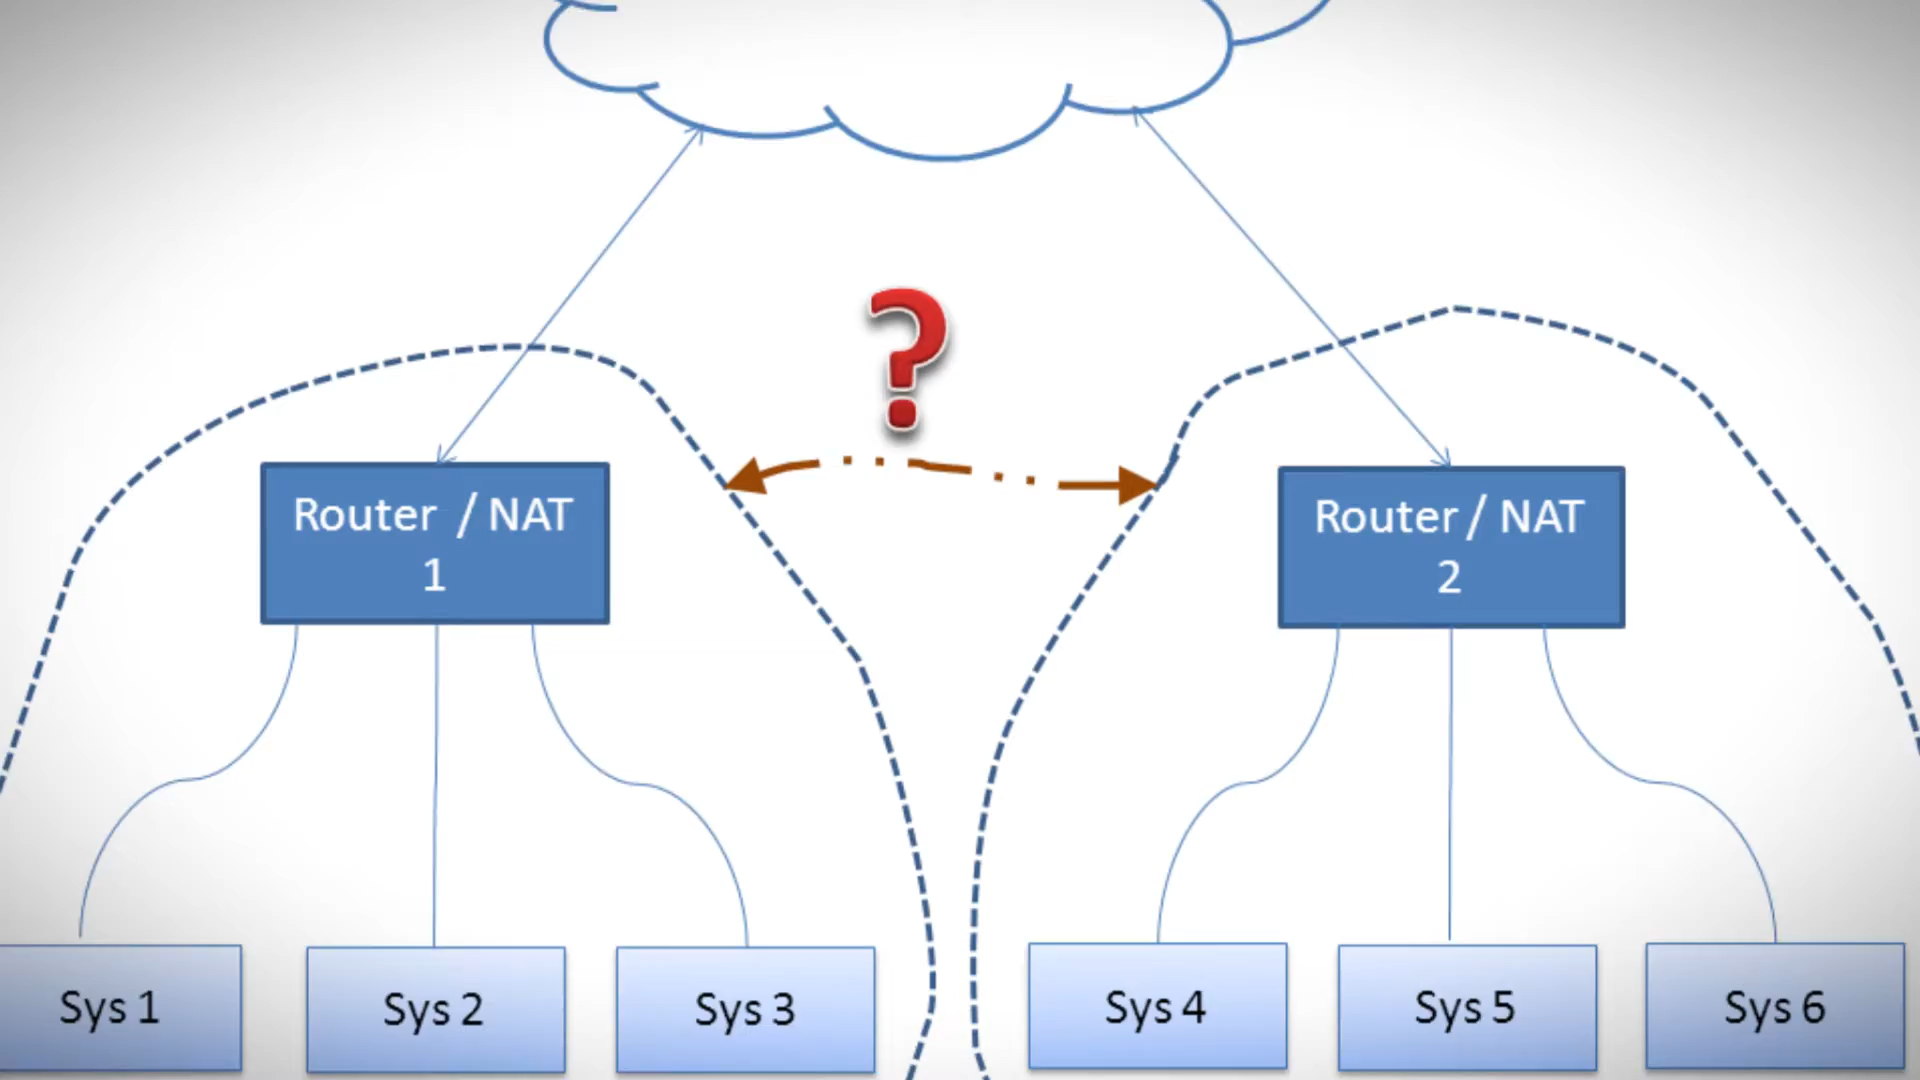 ?
Router / NAT
1
Router / NAT
2
Sys 1
Sys 2
Sys 3
Sys 4
Sys 5
Sys 6